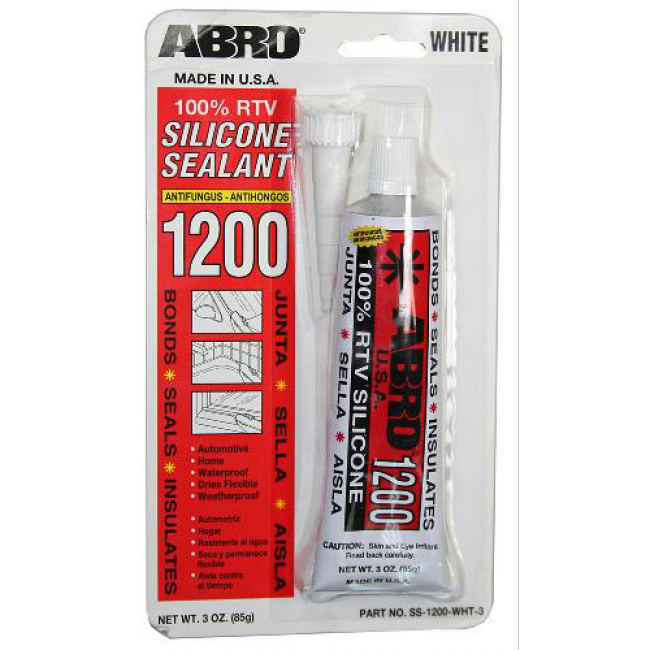 ABRO®
WHITE
MADE IN U.S.A.
100% RTV
SILICONE
SEALANT
ANTIFUNGUS - ANTIHONGOS
1200
BONDS * SEALS * INSULATES
JUNTA * SELLA * AISLA
• Automotive
• Home
• Waterproof
• Dries Flexible
• Weatherproof
• Automotriz
• Hogar
• Resistente al agua
• Seca y permanece
flexible
• Aisla contra
el tiempo
NET WT. 3 OZ. (85g)
JUNTA * SELLA * AISLA
100% RTV SILICONE
U.S.A.
ABRO® 1200
BONDS * SEALS * INSULATES
CAUTION: Skin and Eye Irritant.
Read back carefully.
NET WT. 3 OZ (85g)
MADE IN U.S.A.
PART NO. SS-1200-WHT-3